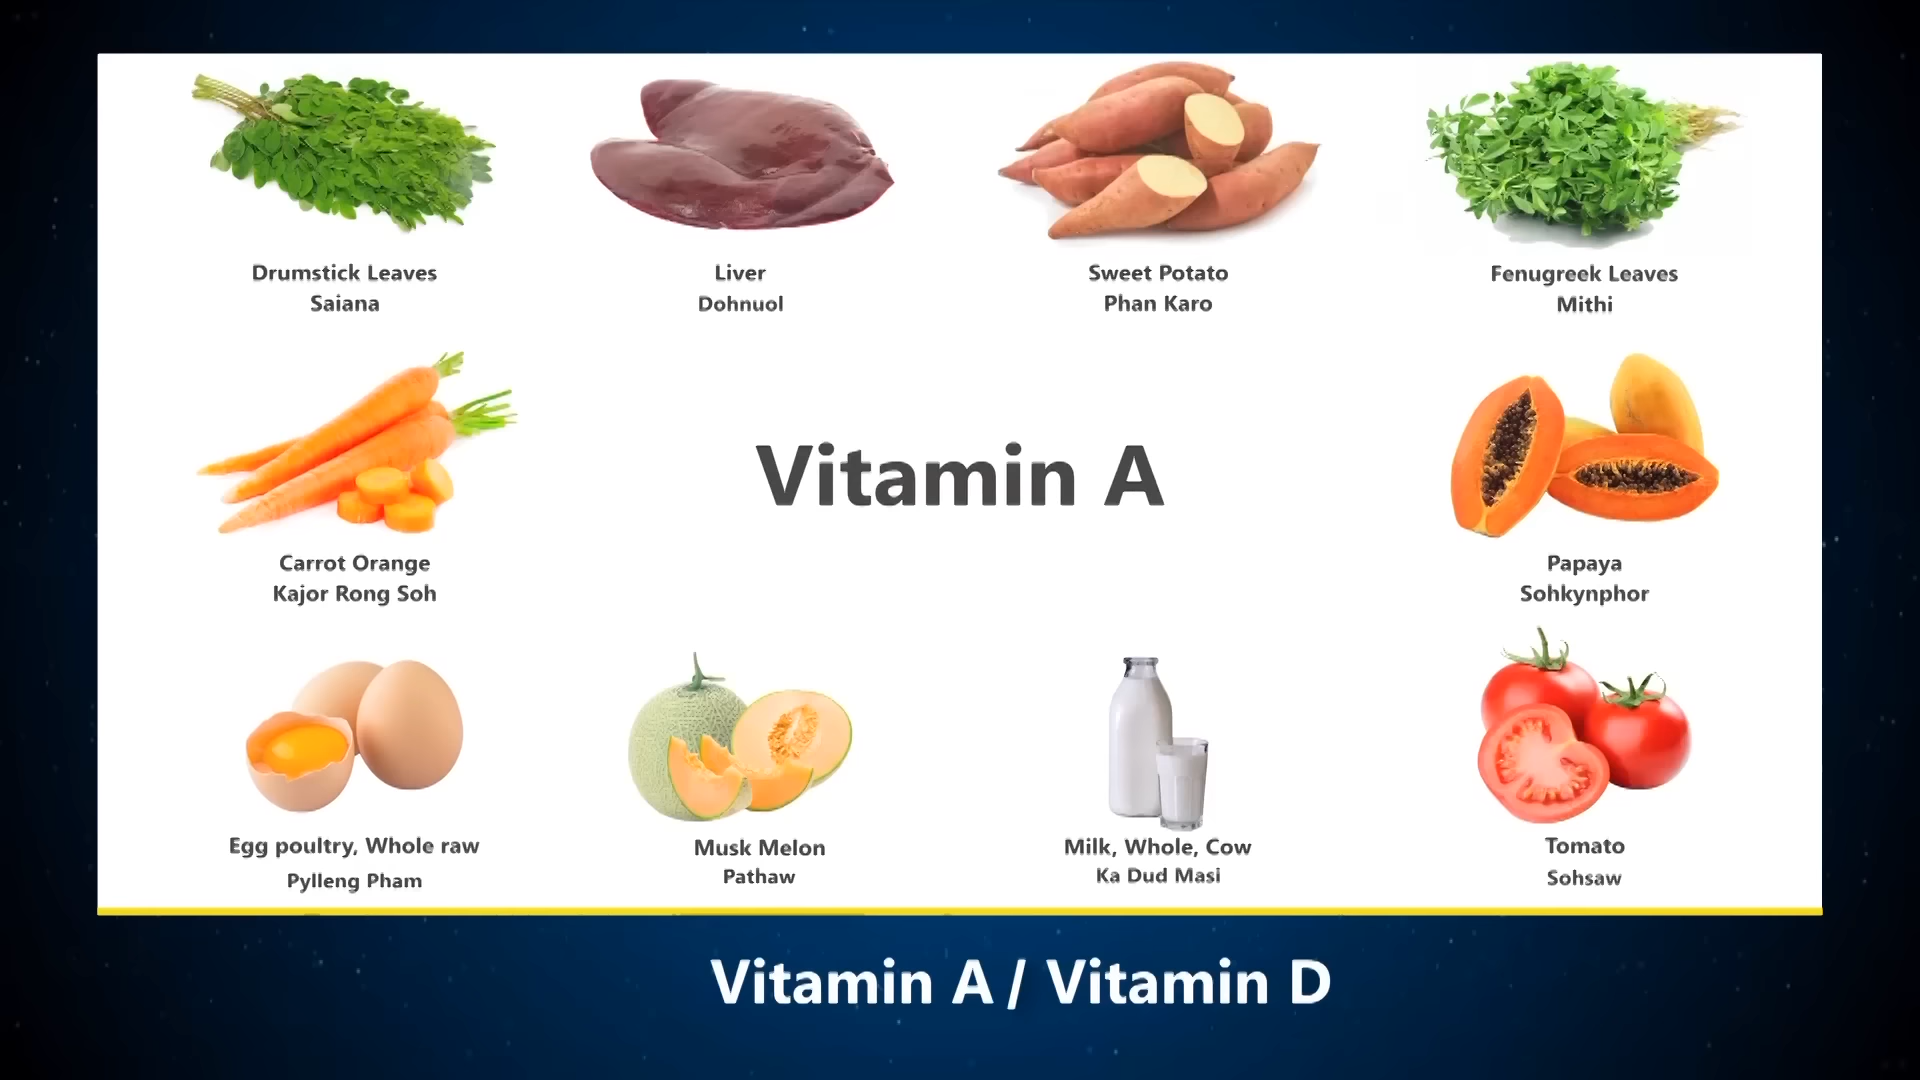 Drumstick Leaves
Saiana
Liver
Dohnuol
Sweet Potato
Phan Karo
Fenugreek Leaves
Mithi
Carrot Orange
Kajor Rong Soh
Vitamin A
Papaya
Sohkynphor
Egg poultry, Whole raw
Pylleng Pham
Musk Melon
Pathaw
Milk, Whole, Cow
Ka Dud Masi
Tomato
Sohsaw
Vitamin A / Vitamin D